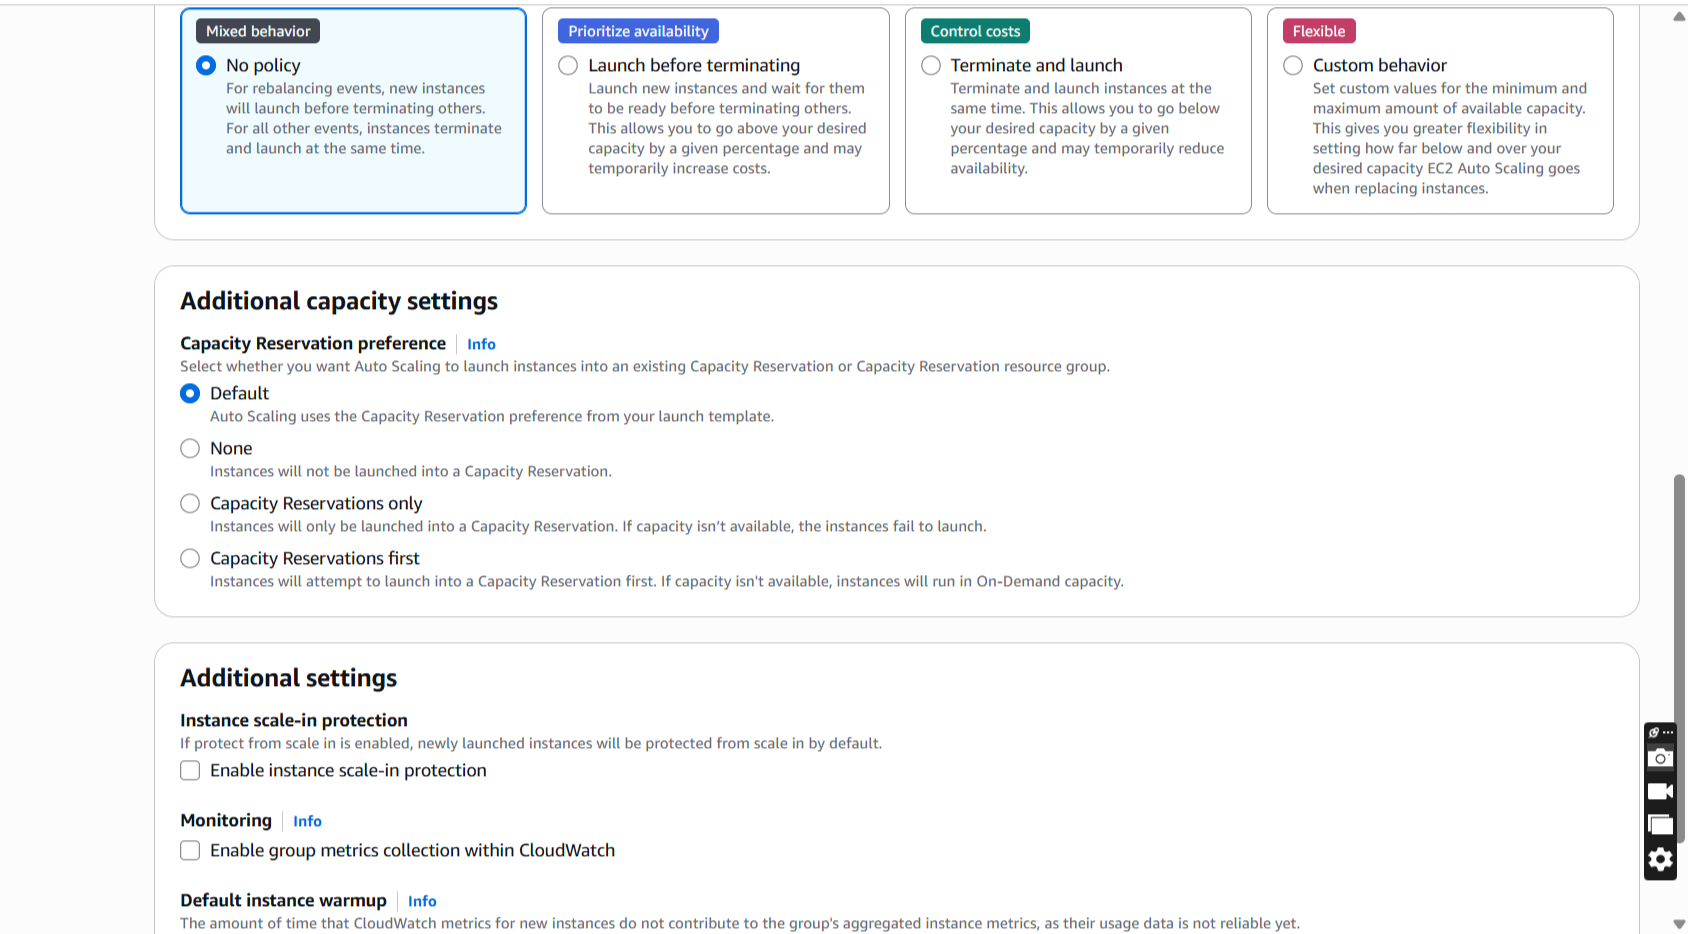 Mixed behavior
No policy
For rebalancing events, new instances
will launch before terminating others.
For all other events, instances terminate
and launch at the same time.
Prioritize availability
Launch before terminating
Launch new instances and wait for them
to be ready before terminating others.
This allows you to go above your desired
capacity by a given percentage and may
temporarily increase costs.
Control costs
Terminate and launch
Terminate and launch instances at the
same time. This allows you to go below
your desired capacity by a given
percentage and may temporarily reduce
availability.
Flexible
Custom behavior
Set custom values for the minimum and
maximum amount of available capacity.
This gives you greater flexibility in
setting how far below and over your
desired capacity EC2 Auto Scaling goes
when replacing instances.
Additional capacity settings
Capacity Reservation preference Info
Select whether you want Auto Scaling to launch instances into an existing Capacity Reservation or Capacity Reservation resource group.
Default
Auto Scaling uses the Capacity Reservation preference from your launch template.
None
Instances will not be launched into a Capacity Reservation.
Capacity Reservations only
Instances will only be launched into a Capacity Reservation. If capacity isn’t available, the instances fail to launch.
Capacity Reservations first
Instances will attempt to launch into a Capacity Reservation first. If capacity isn't available, instances will run in On-Demand capacity.
Additional settings
Instance scale-in protection
If protect from scale in is enabled, newly launched instances will be protected from scale in by default.
Enable instance scale-in protection
Monitoring Info
Enable group metrics collection within CloudWatch
Default instance warmup Info
The amount of time that CloudWatch metrics for new instances do not contribute to the group's aggregated instance metrics, as their usage data is not reliable yet.